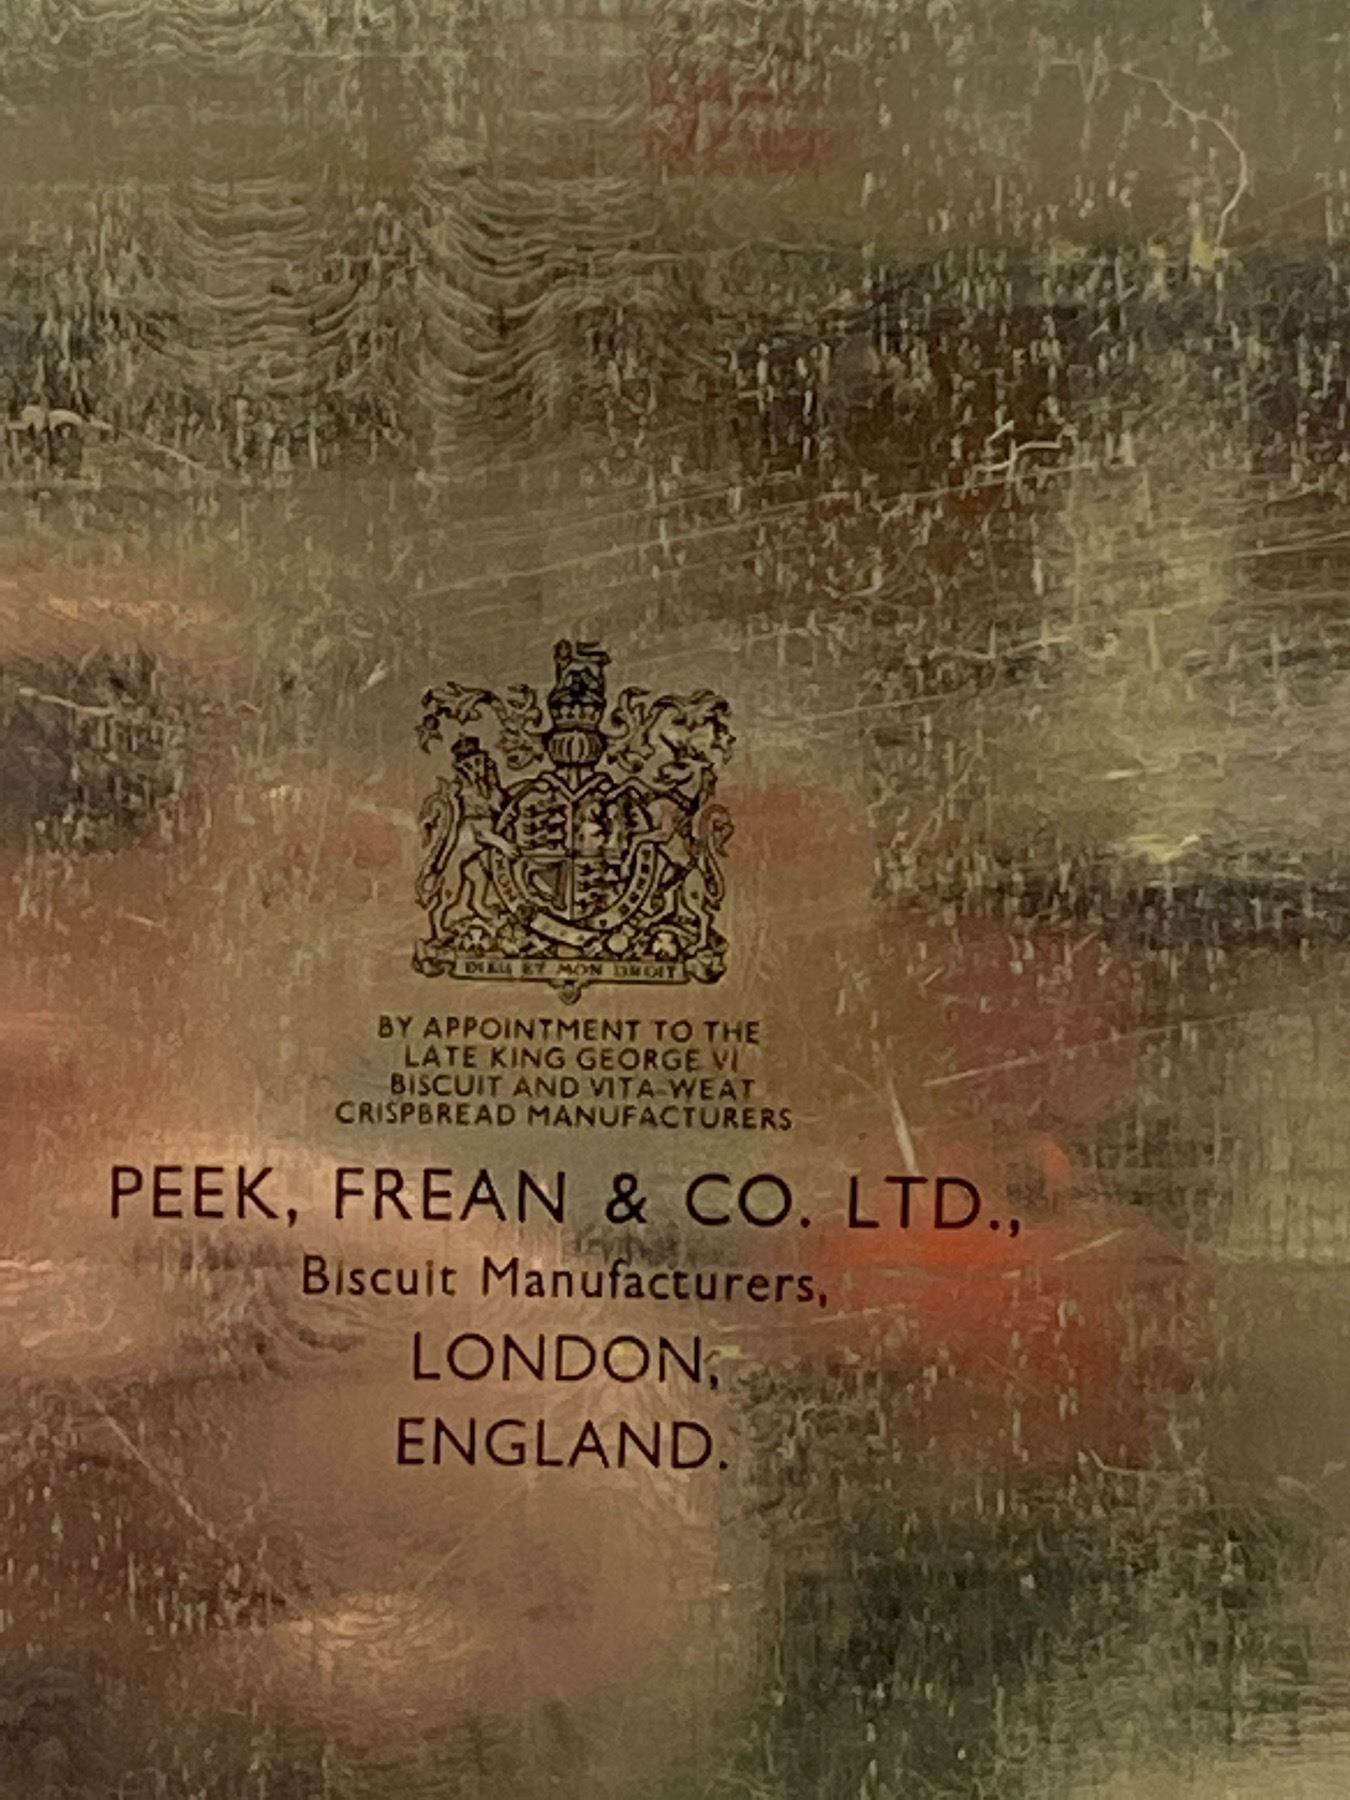 DIEU ET MON DROIT
BY APPOINTMENT TO THE
LATE KING GEORGE VI
BISCUIT AND VITA-WEAT
CRISPBREAD MANUFACTURERS
PEEK, FREAN & CO. LTD.,
Biscuit Manufacturers,
LONDON,
ENGLAND.